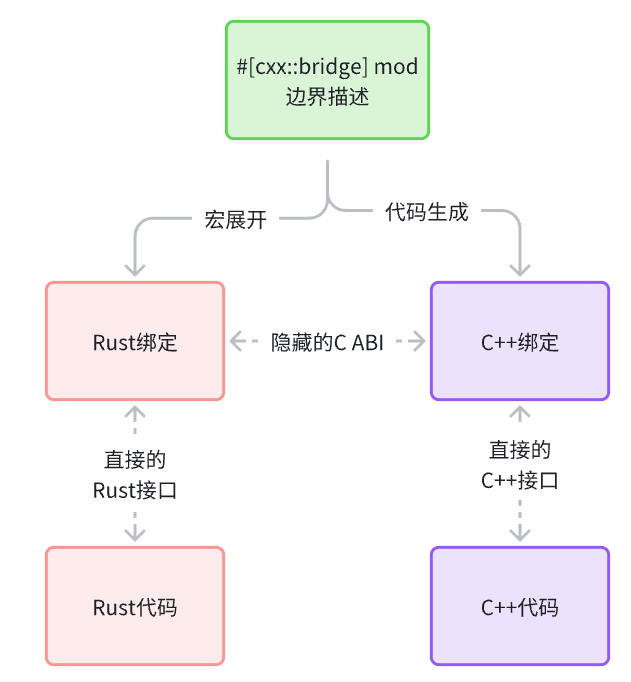 #[cxx::bridge] mod
边界描述
宏展开
代码生成
Rust绑定
隐藏的C ABI
C++绑定
直接的
Rust接口
直接的
C++接口
Rust代码
C++代码